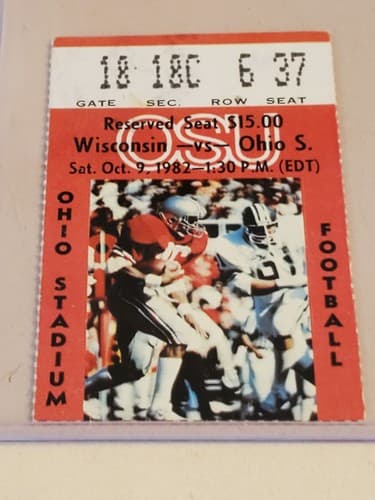 18 18C 6 37
GATE SEC. ROW SEAT
OSU
Reserved Seat $15.00
Wisconsin —vs— Ohio S.
Sat. Oct. 9, 1982—1:30 P.M. (EDT)
OHIO STADIUM
FOOTBALL